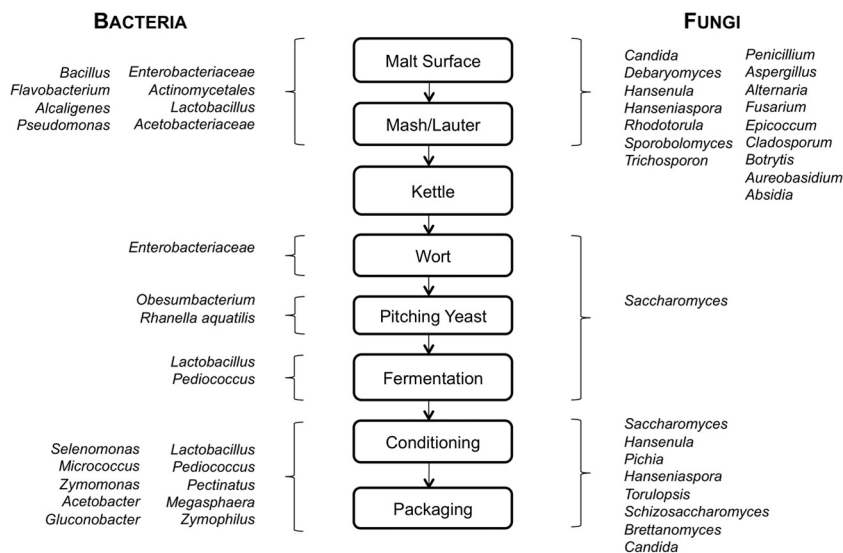 BACTERIA
FUNGI
Bacillus Enterobacteriaceae
Flavobacterium Actinomycetales
Alcaligenes Lactobacillus
Pseudomonas Acetobacteriaceae
Malt Surface
Mash/Lauter
Candida Penicillium
Debaryomyces Aspergillus
Hansenula Alternaria
Hanseniaspora Fusarium
Rhodotorula Epicoccum
Sporobolomyces Cladosporum
Trichosporon Botrytis
Aureobasidium
Absidia
Kettle
Enterobacteriaceae
Wort
Obesumbacterium
Rhanella aquatilis
Pitching Yeast
Saccharomyces
Lactobacillus
Pediococcus
Fermentation
Selenomonas Lactobacillus
Micrococcus Pediococcus
Zymomonas Pectinatus
Acetobacter Megasphaera
Gluconobacter Zymophilus
Conditioning
Packaging
Saccharomyces
Hansenula
Pichia
Hanseniaspora
Torulopsis
Schizosaccharomyces
Brettanomyces
Candida